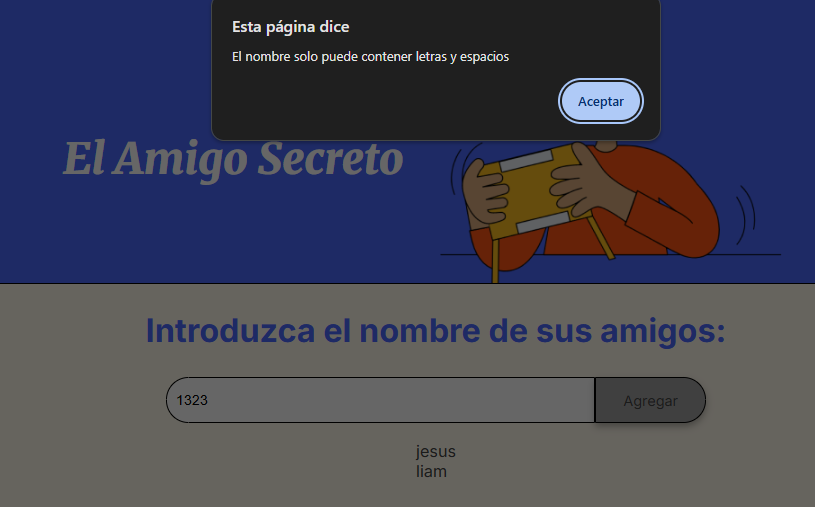 Esta página dice
El nombre solo puede contener letras y espacios
Aceptar
El Amigo Secreto
Introduzca el nombre de sus amigos:
1323
Agregar
jesus
liam